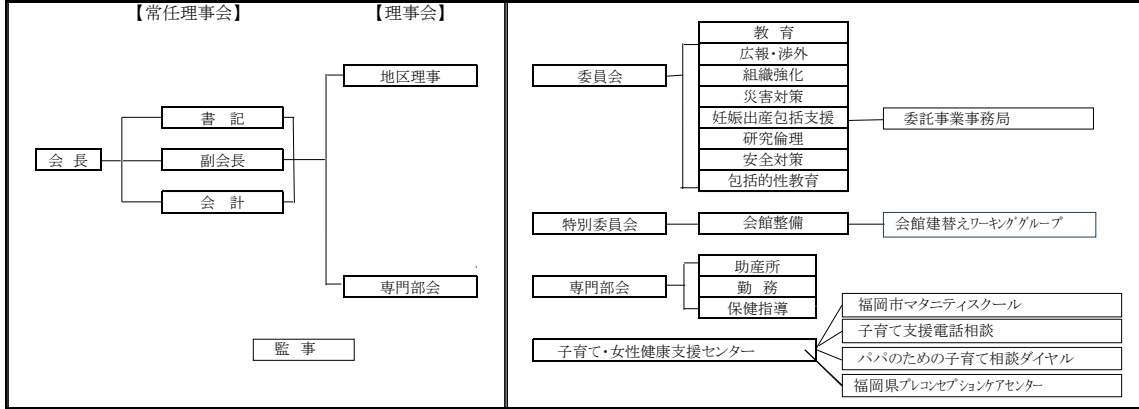 【常任理事会】
【理事会】
地区理事
書 記
会 長
副会長
会 計
専門部会
監 事
委員会
教 育
広報・渉外
組織強化
災害対策
妊娠出産包括支援
研究倫理
安全対策
包括的性教育
委託事業事務局
特別委員会
会館整備
会館建替えワーキンググループ
専門部会
助産所
勤 務
保健指導
子育て・女性健康支援センター
福岡市マタニティスクール
子育て支援電話相談
パパのための子育て相談ダイヤル
福岡県プレコンセプションケアセンター